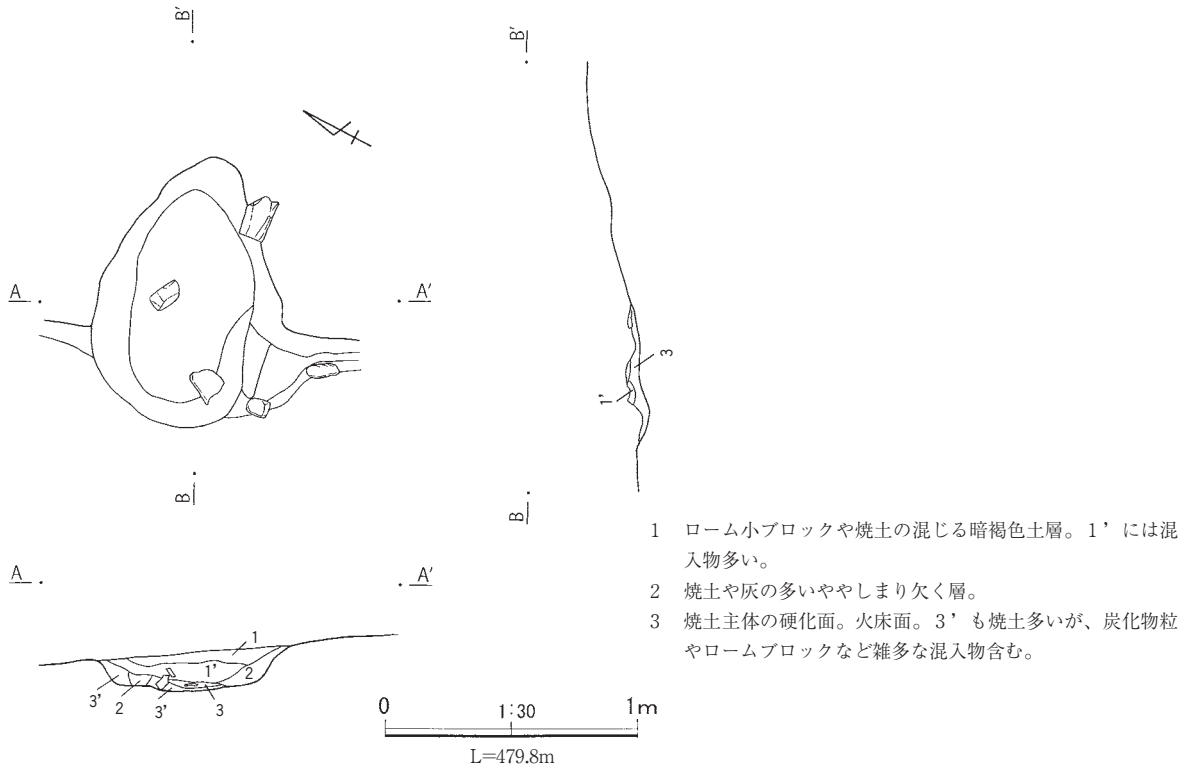 B'
B'
A
A'
3
1'
B
B
1 ローム小ブロックや焼土の混じる暗褐色土層。1’には混
入物多い。
2 焼土や灰の多いややしまり欠く層。
3 焼土主体の硬化面。火床面。3’も焼土多いが、炭化物粒
やロームブロックなど雑多な混入物含む。
A
A'
1
1'
2
3'
2
3'
3
0
1:30
1m
L=479.8m